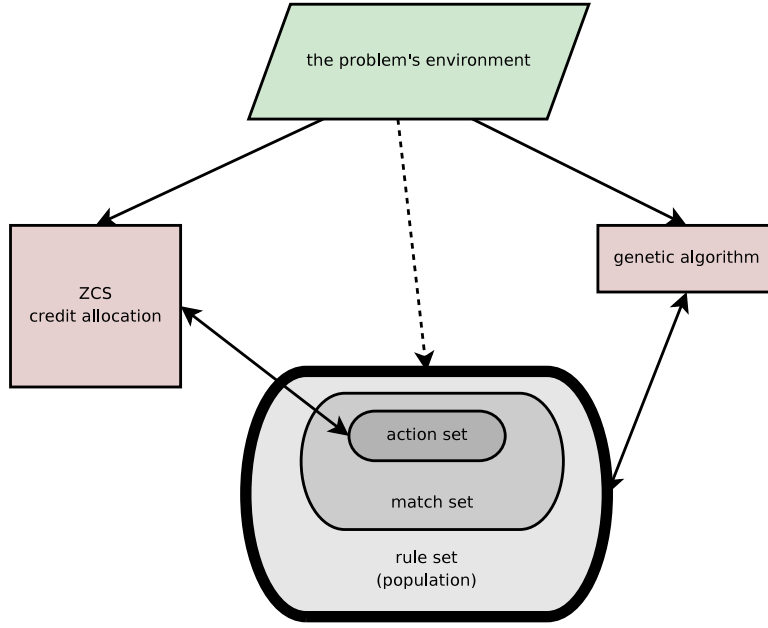 the problem's environment
ZCS
credit allocation
genetic algorithm
action set
match set
rule set
(population)